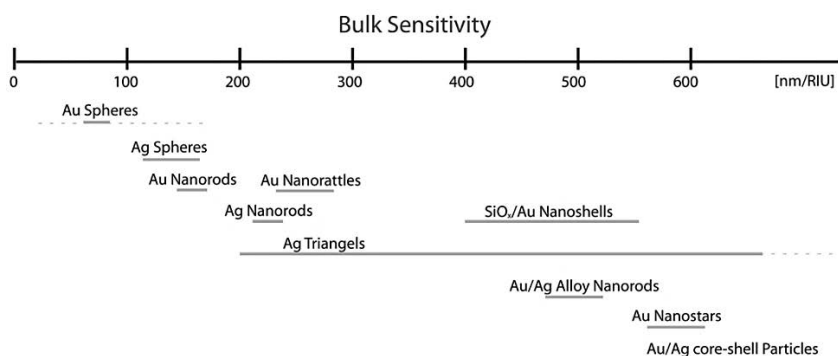 Bulk Sensitivity
0 100 200 300 400 500 600 [nm/RIU]
Au Spheres
Ag Spheres
Au Nanorods Au Nanorattles
Ag Nanorods SiOₓ/Au Nanoshells
Ag Triangels
Au/Ag Alloy Nanorods
Au Nanostars
Au/Ag core-shell Particles